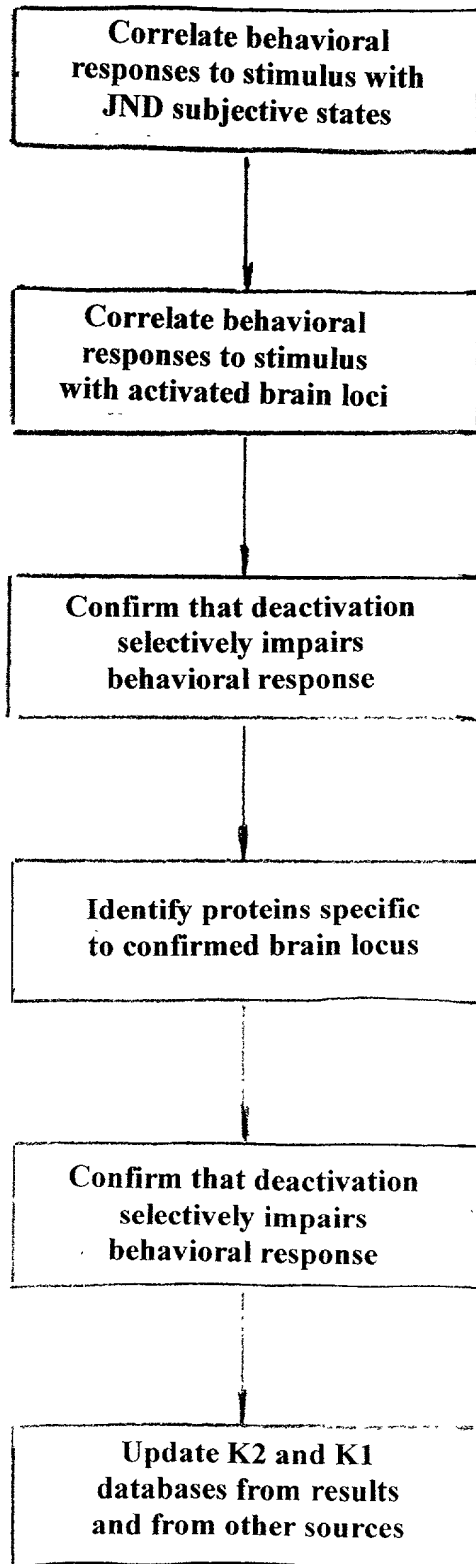 Correlate behavioral
responses to stimulus with
JND subjective states
Correlate behavioral
responses to stimulus
with activated brain loci
Confirm that deactivation
selectively impairs
behavioral response
Identify proteins specific
to confirmed brain locus
Confirm that deactivation
selectively impairs
behavioral response
Update K2 and K1
databases from results
and from other sources